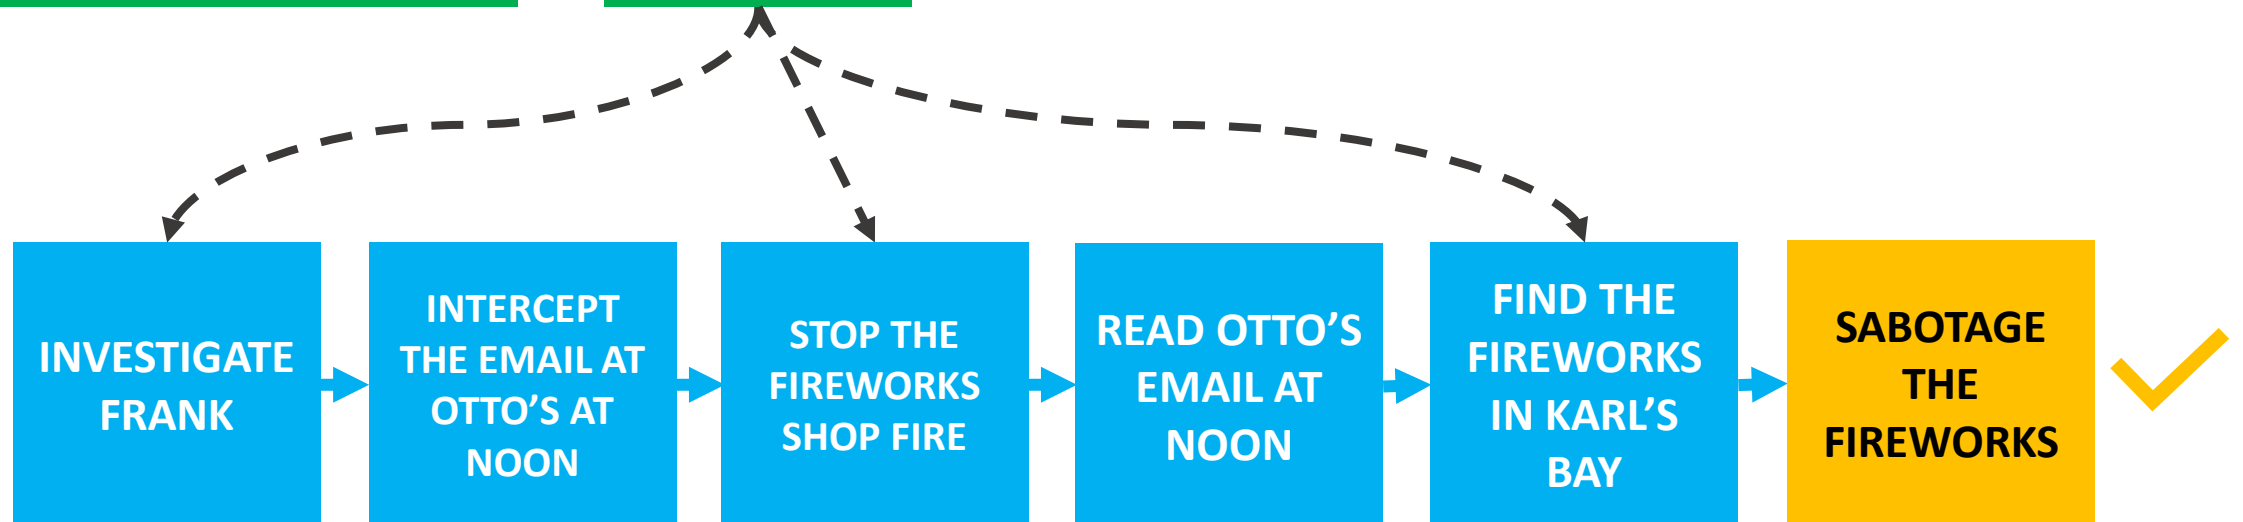 INVESTIGATE
FRANK
INTERCEPT
THE EMAIL AT
OTTO’S AT
NOON
STOP THE
FIREWORKS
SHOP FIRE
READ OTTO’S
EMAIL AT
NOON
FIND THE
FIREWORKS
IN KARL’S
BAY
SABOTAGE
THE
FIREWORKS